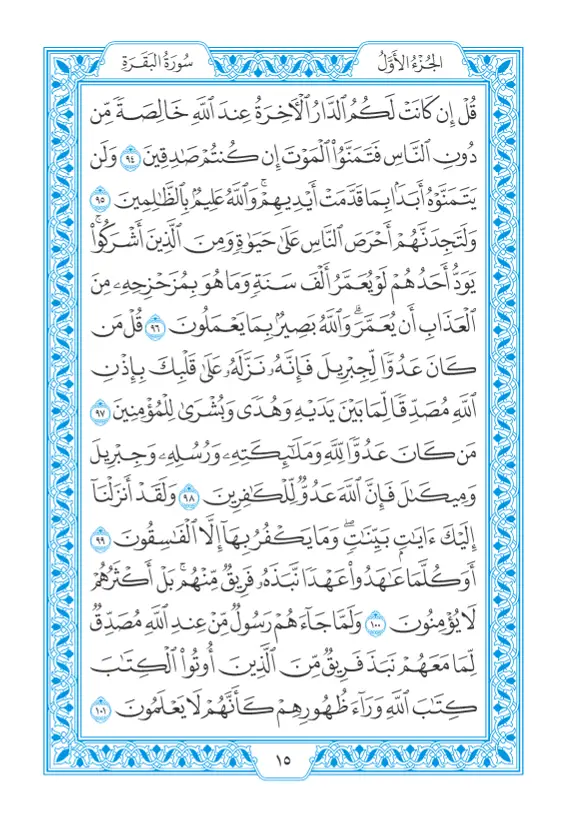 الجُزْءُ الأَوَّلُ
سُورَةُ البَقَرَةِ
قُلْ إِن كَانَتْ لَكُمُ ٱلدَّارُ ٱلْأٓخِرَةُ عِندَ ٱللَّهِ خَالِصَةً مِّن
دُونِ ٱلنَّاسِ فَتَمَنَّوُا۟ ٱلْمَوْتَ إِن كُنتُمْ صَٰدِقِينَ ٩٤ وَلَن
يَتَمَنَّوْهُ أَبَدًۢا بِمَا قَدَّمَتْ أَيْدِيهِمْ ۚ وَٱللَّهُ عَلِيمٌۢ بِٱلظَّٰلِمِينَ ٩٥
وَلَتَجِدَنَّهُمْ أَحْرَصَ ٱلنَّاسِ عَلَىٰ حَيَوٰةٍ وَمِنَ ٱلَّذِينَ أَشْرَكُوا۟ ۚ
يَوَدُّ أَحَدُهُمْ لَوْ يُعَمَّرُ أَلْفَ سَنَةٍ وَمَا هُوَ بِمُزَحْزِحِهِۦ مِنَ
ٱلْعَذَابِ أَن يُعَمَّرَ ۗ وَٱللَّهُ بَصِيرٌۢ بِمَا يَعْمَلُونَ ٩٦ قُلْ مَن
كَانَ عَدُوًّا لِّجِبْرِيلَ فَإِنَّهُۥ نَزَّلَهُۥ عَلَىٰ قَلْبِكَ بِإِذْنِ
ٱللَّهِ مُصَدِّقًا لِّمَا بَيْنَ يَدَيْهِ وَهُدًى وَبُشْرَىٰ لِلْمُؤْمِنِينَ ٩٧
مَن كَانَ عَدُوًّا لِّلَّهِ وَمَلَٰٓئِكَتِهِۦ وَرُسُلِهِۦ وَجِبْرِيلَ
وَمِيكَىٰلَ فَإِنَّ ٱللَّهَ عَدُوٌّ لِّلْكَٰفِرِينَ ٩٨ وَلَقَدْ أَنزَلْنَآ
إِلَيْكَ ءَايَٰتٍۭ بَيِّنَٰتٍ ۖ وَمَا يَكْفُرُ بِهَآ إِلَّا ٱلْفَٰسِقُونَ ٩٩
أَوَكُلَّمَا عَٰهَدُوا۟ عَهْدًا نَّبَذَهُۥ فَرِيقٌ مِّنْهُم ۚ بَلْ أَكْثَرُهُمْ
لَا يُؤْمِنُونَ ١٠٠ وَلَمَّا جَآءَهُمْ رَسُولٌ مِّنْ عِندِ ٱللَّهِ مُصَدِّقٌ
لِّمَا مَعَهُمْ نَبَذَ فَرِيقٌ مِّنَ ٱلَّذِينَ أُوتُوا۟ ٱلْكِتَٰبَ
كِتَٰبَ ٱللَّهِ وَرَآءَ ظُهُورِهِمْ كَأَنَّهُمْ لَا يَعْلَمُونَ ١٠١
١٥